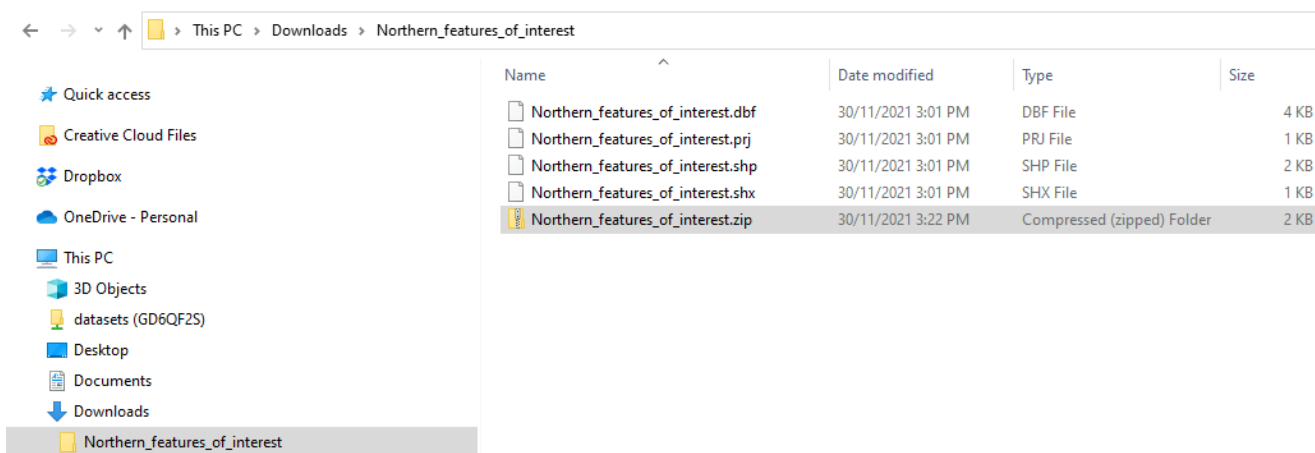 This PC > Downloads > Northern_features_of_interest
Quick access
Creative Cloud Files
Dropbox
OneDrive - Personal
This PC
3D Objects
datasets (GD6QF2S)
Desktop
Documents
Downloads
Northern_features_of_interest
Name Date modified Type Size
Northern_features_of_interest.dbf 30/11/2021 3:01 PM DBF File 4 KB
Northern_features_of_interest.prj 30/11/2021 3:01 PM PRJ File 1 KB
Northern_features_of_interest.shp 30/11/2021 3:01 PM SHP File 2 KB
Northern_features_of_interest.shx 30/11/2021 3:01 PM SHX File 1 KB
Northern_features_of_interest.zip 30/11/2021 3:22 PM Compressed (zipped) Folder 2 KB